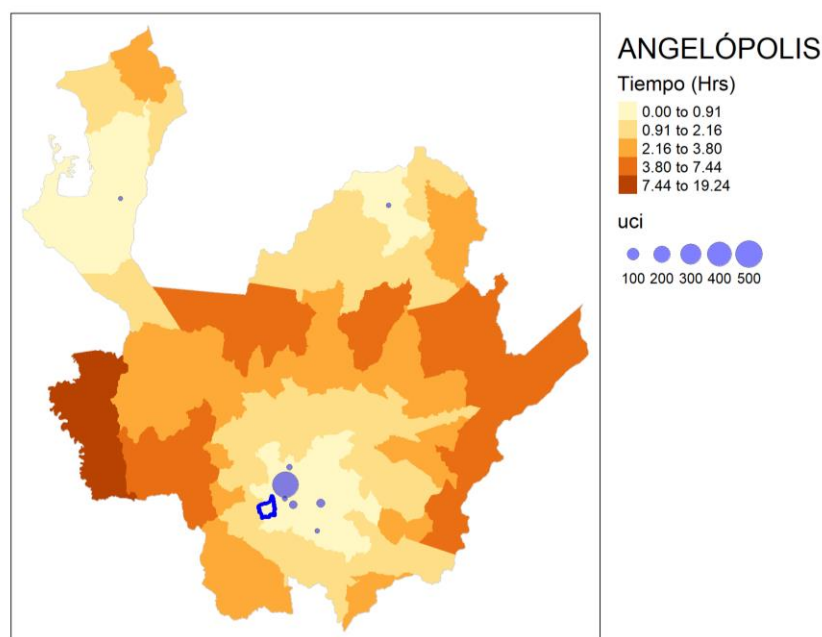 ANGELÓPOLIS
Tiempo (Hrs)
0.00 to 0.91
0.91 to 2.16
2.16 to 3.80
3.80 to 7.44
7.44 to 19.24
uci
100 200 300 400 500